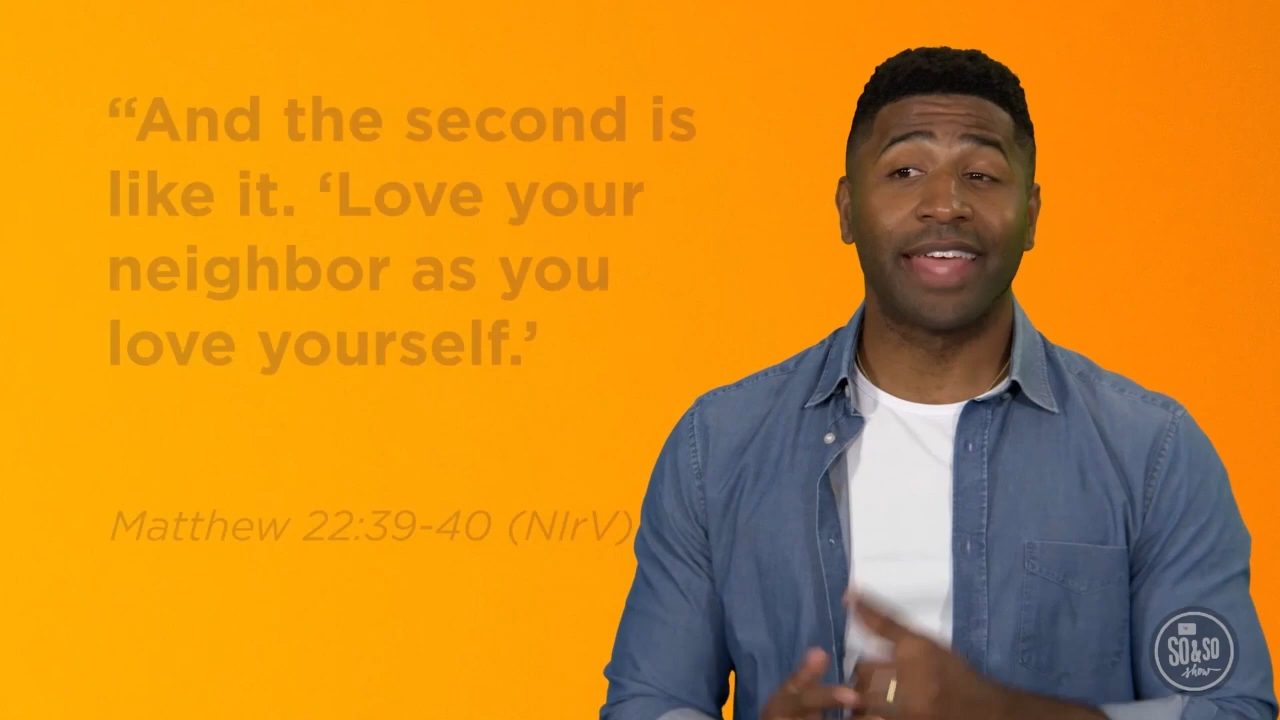 “And the second is
like it. ‘Love your
neighbor as you
love yourself.’
Matthew 22:39-40 (NIrV)
SO&SO
show